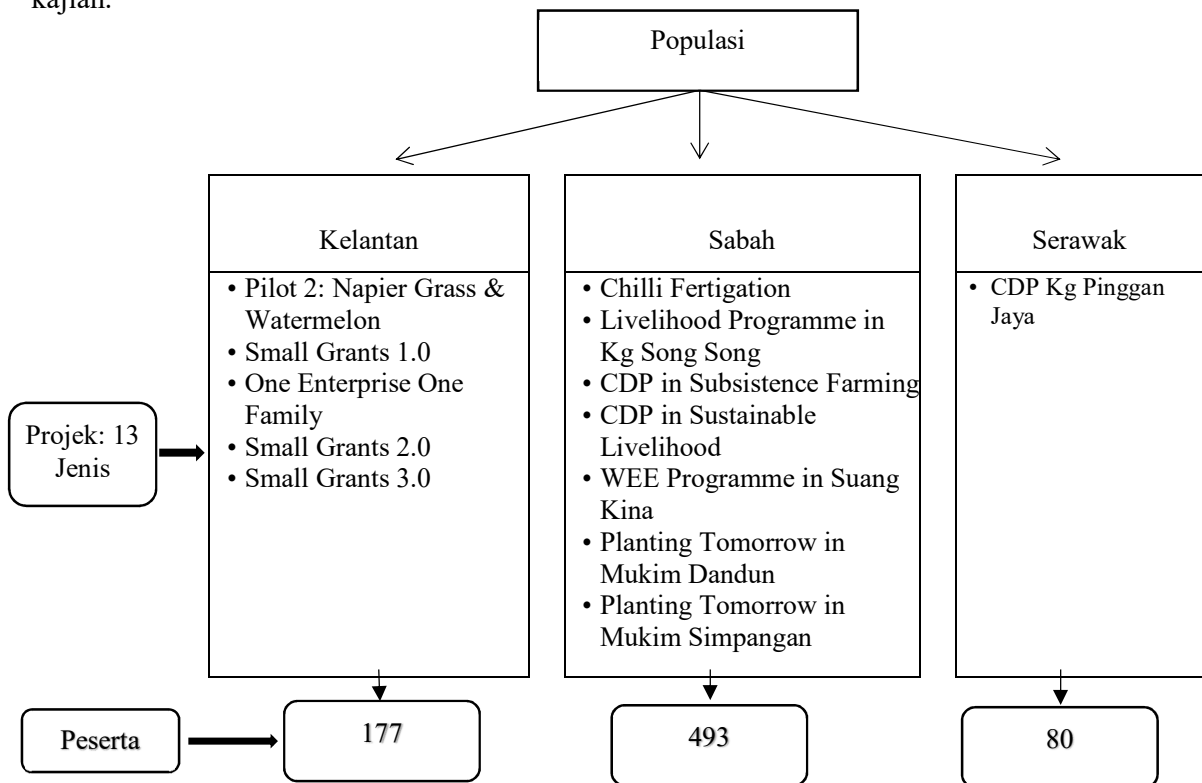 kajian.
Populasi
Kelantan
• Pilot 2: Napier Grass &
Watermelon
• Small Grants 1.0
• One Enterprise One
Family
• Small Grants 2.0
• Small Grants 3.0
Sabah
• Chilli Fertigation
• Livelihood Programme in
Kg Song Song
• CDP in Subsistence Farming
• CDP in Sustainable
Livelihood
• WEE Programme in Suang
Kina
• Planting Tomorrow in
Mukim Dandun
• Planting Tomorrow in
Mukim Simpangan
Serawak
• CDP Kg Pinggan
Jaya
Projek: 13
Jenis
Peserta
177
493
80